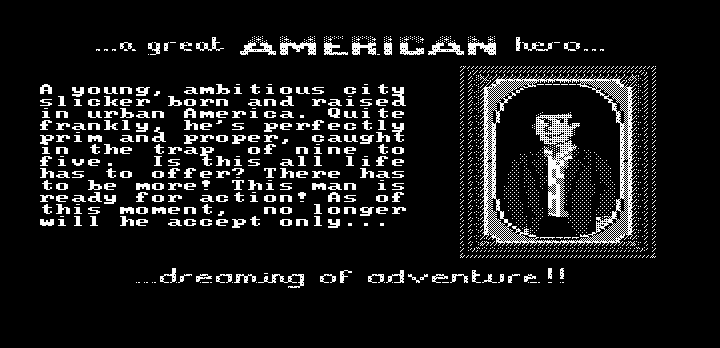 ...a great AMERICAN hero...
A young, ambitious city
slicker born and raised
in urban America. Quite
frankly, he's perfectly
prim and proper, caught
in the trap of nine to
five. Is this all life
has to offer? There has
to be more! This man is
ready for action! As of
this moment, no longer
will he accept only...
...dreaming of adventure!!